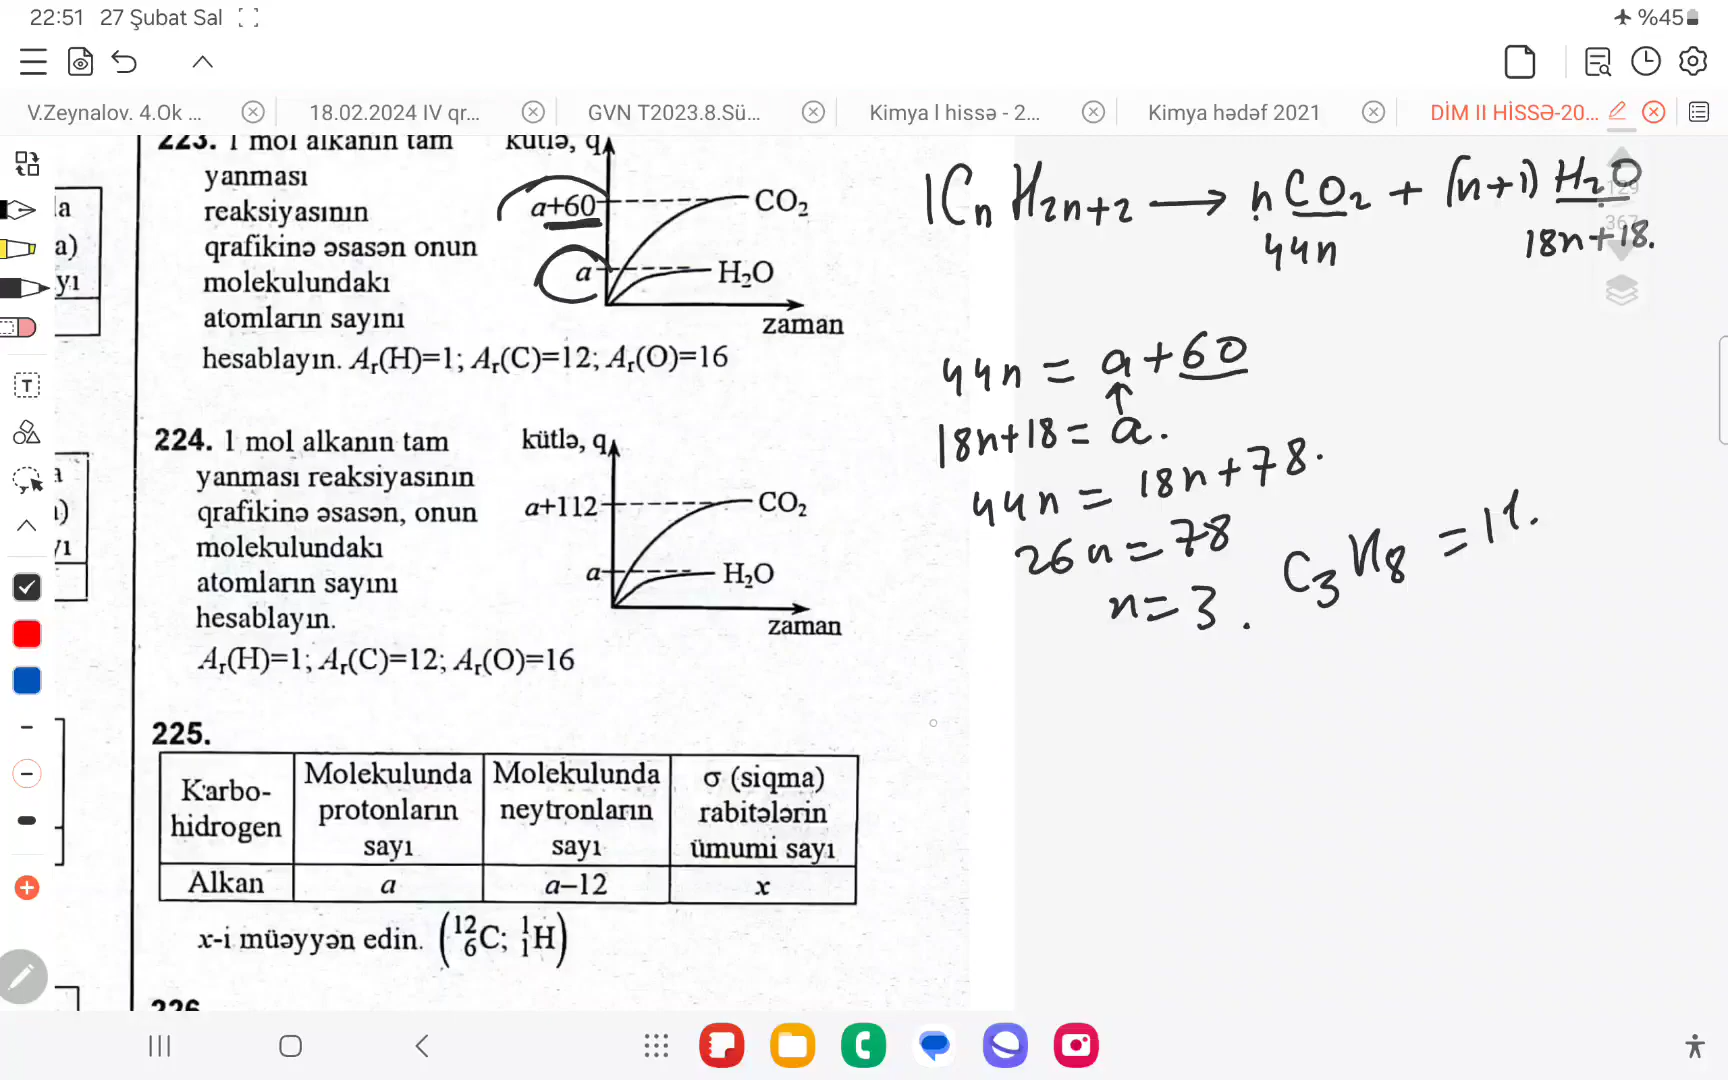 22:51 27 Şubat Sal
%45
V.Zeynalov. 4.Ok ...
18.02.2024 IV qr...
GVN T2023.8.Sü...
Kimya l hissə - 2...
Kimya hədəf 2021
DİM II HİSSƏ-20...
223. 1 mol alkanın tam
yanması
reaksiyasının
qrafikinə əsasən onun
molekulundakı
atomların sayını
hesablayın. Aᵣ(H)=1; Aᵣ(C)=12; Aᵣ(O)=16
kütlə, q
a+60
CO₂
a
H₂O
zaman
1CₙH₂ₙ₊₂ → nCO₂ + (n+1) H₂O
44n
18n+18.
129
367
44n = a+60
18n+18 = a.
44n = 18n+78.
26n = 78
n=3. C₃H₈ = 11.
224. 1 mol alkanın tam
yanması reaksiyasının
qrafikinə əsasən, onun
molekulundakı
atomların sayını
hesablayın.
Aᵣ(H)=1; Aᵣ(C)=12; Aᵣ(O)=16
kütlə, q
a+112
CO₂
a
H₂O
zaman
225.
Karbo-
hidrogen
Molekulunda
protonların
sayı
Molekulunda
neytronların
sayı
σ (siqma)
rabitələrin
ümumi sayı
Alkan
a
a–12
x
x-i müəyyən edin. (¹²₆C; ¹₁H)
226